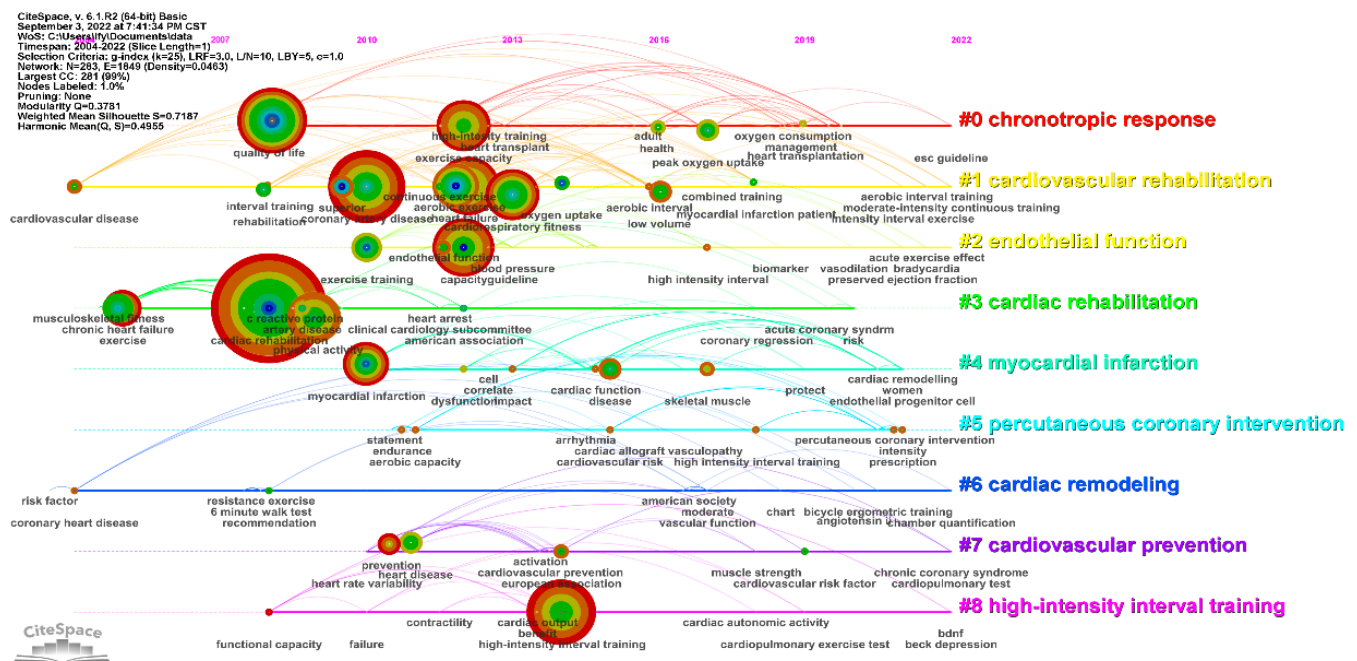 CiteSpace, v. 6.1.R2 (64-bit) Basic
September 3, 2022 at 7:41:34 PM CST
WoS: C:\Users\lfy\Documents\data
Timespan: 2004-2022 (Slice Length=1)
Selection Criteria: g-index (k=25), LRF=3.0, L/N=10, LBY=5, e=1.0
Network: N=283, E=1849 (Density=0.0463)
Largest CC: 281 (99%)
Nodes Labeled: 1.0%
Pruning: None
Modularity Q=0.3781
Weighted Mean Silhouette S=0.7187
Harmonic Mean(Q, S)=0.4955
2007 2010 2013 2016 2019 2022
#0 chronotropic response
quality of life
high-intensity training
heart transplant
exercise capacity
adult
health
peak oxygen uptake
oxygen consumption
management
heart transplantation
esc guideline
#1 cardiovascular rehabilitation
cardiovascular disease
interval training
rehabilitation
superior
coronary artery disease
continuous exercise
aerobic exercise
heart failure
cardiorespiratory fitness
oxygen uptake
aerobic interval
low volume
combined training
myocardial infarction patient
aerobic interval training
moderate-intensity continuous training
intensity interval exercise
#2 endothelial function
exercise training
endothelial function
blood pressure
capacity
guideline
high intensity interval
biomarker
acute exercise effect
vasodilation
bradycardia
preserved ejection fraction
#3 cardiac rehabilitation
musculoskeletal fitness
chronic heart failure
exercise
c reactive protein
artery disease
cardiac rehabilitation
physical activity
heart arrest
clinical cardiology subcommittee
american association
acute coronary syndrm
coronary regression
risk
#4 myocardial infarction
myocardial infarction
cell
correlate
dysfunction
impact
cardiac function
disease
skeletal muscle
protect
cardiac remodelling
women
endothelial progenitor cell
#5 percutaneous coronary intervention
statement
endurance
aerobic capacity
arrhythmia
cardiac allograft vasculopathy
cardiovascular risk
high intensity interval training
percutaneous coronary intervention
intensity
prescription
#6 cardiac remodeling
risk factor
coronary heart disease
resistance exercise
6 minute walk test
recommendation
american society
moderate
vascular function
chart
bicycle ergometric training
angiotensin ii
chamber quantification
#7 cardiovascular prevention
prevention
heart disease
heart rate variability
activation
cardiovascular prevention
european association
muscle strength
cardiovascular risk factor
chronic coronary syndrome
cardiopulmonary test
#8 high-intensity interval training
functional capacity
failure
contractility
cardiac output
benefit
high-intensity interval training
cardiac autonomic activity
cardiopulmonary exercise test
bdnf
beck depression
CiteSpace